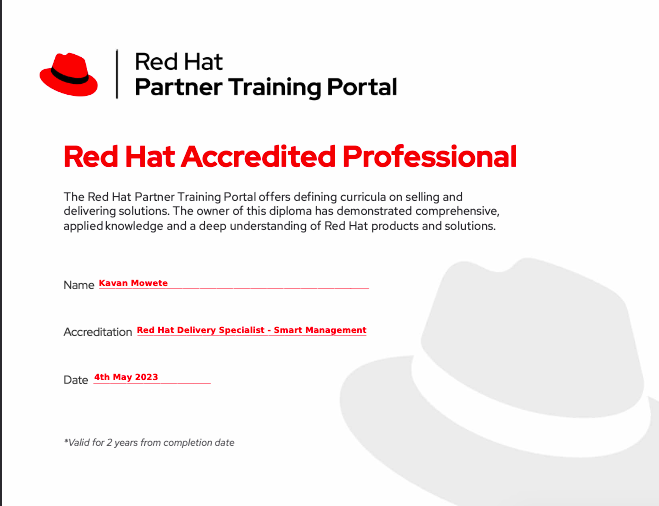 Red Hat
Partner Training Portal
Red Hat Accredited Professional
The Red Hat Partner Training Portal offers defining curricula on selling and
delivering solutions. The owner of this diploma has demonstrated comprehensive,
applied knowledge and a deep understanding of Red Hat products and solutions.
Name Kavan Mowete
Accreditation Red Hat Delivery Specialist - Smart Management
Date 4th May 2023
*Valid for 2 years from completion date